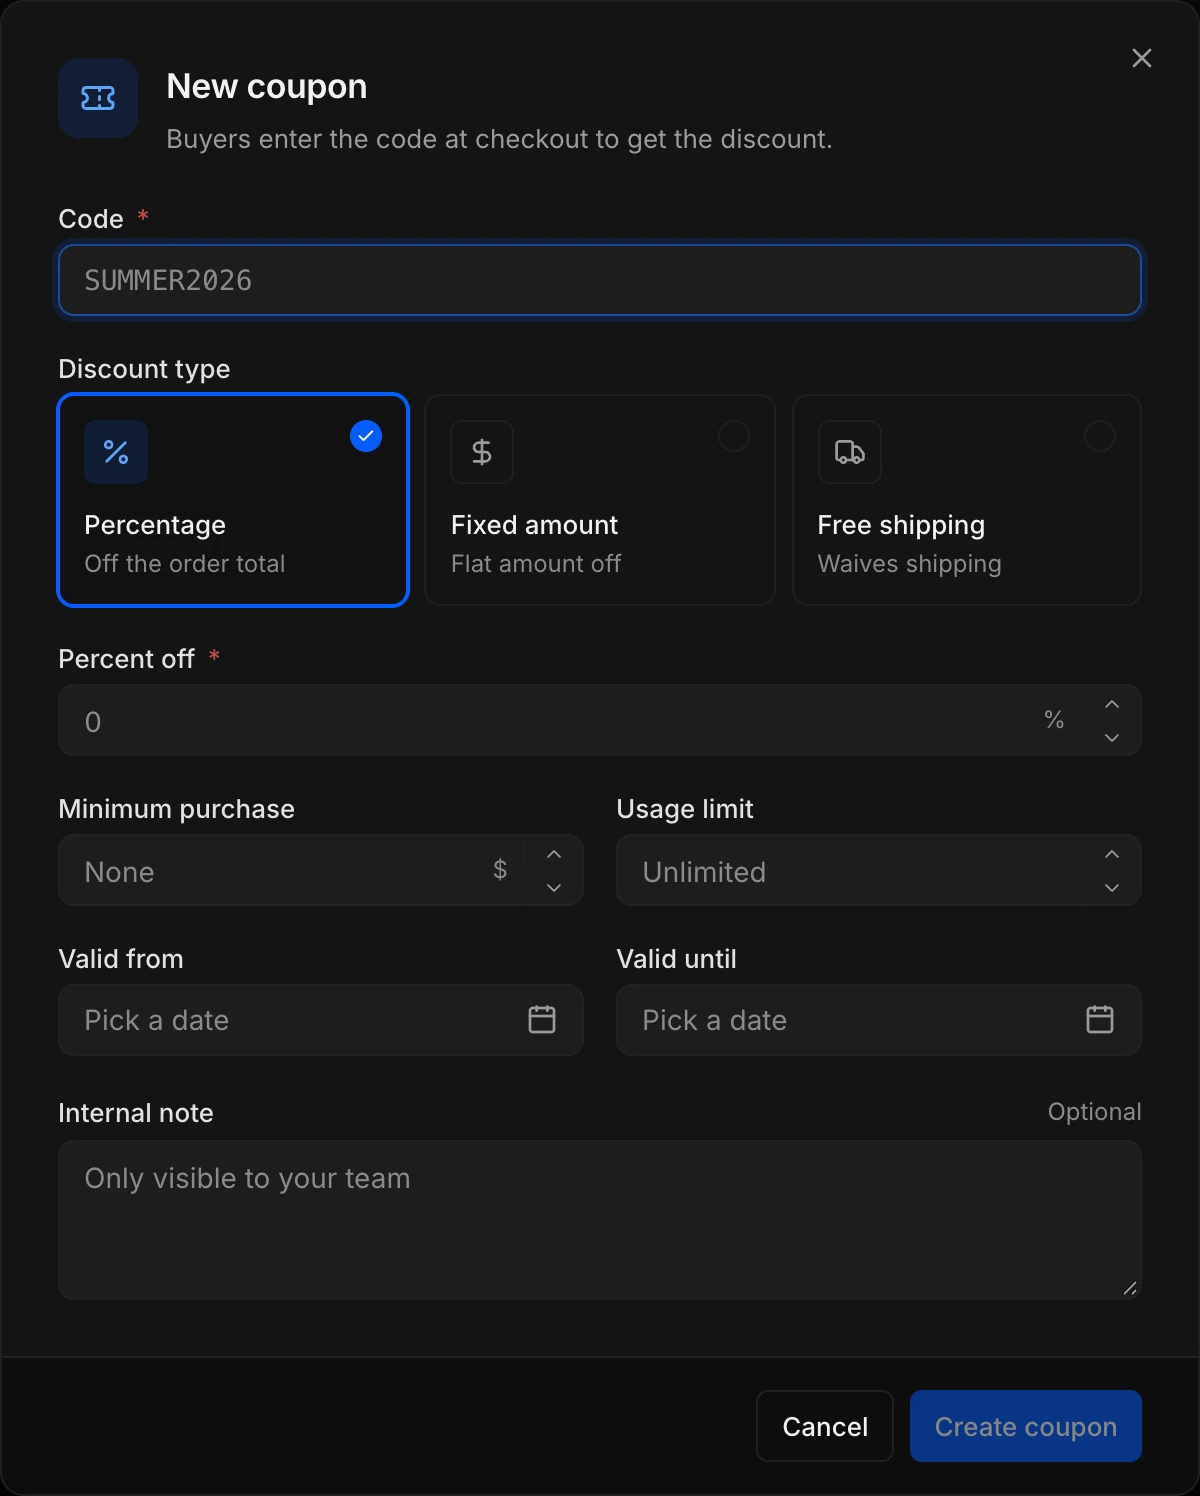 New coupon
Buyers enter the code at checkout to get the discount.
Code *
SUMMER2026
Discount type
Percentage
Off the order total
Fixed amount
Flat amount off
Free shipping
Waives shipping
Percent off *
0 %
Minimum purchase
None $
Usage limit
Unlimited
Valid from
Pick a date
Valid until
Pick a date
Internal note
Optional
Only visible to your team
Cancel
Create coupon